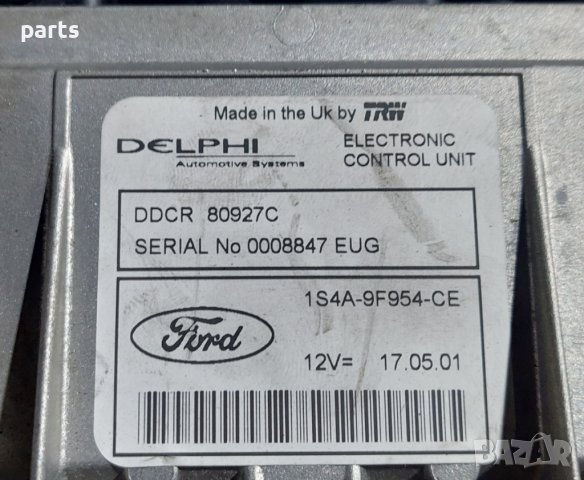 parts
Made in the Uk by TRW
DELPHI
Automotive Systems
ELECTRONIC
CONTROL UNIT
DDCR 80927C
SERIAL No 0008847 EUG
1S4A-9F954-CE
Ford
12V= 17.05.01
BAZAR